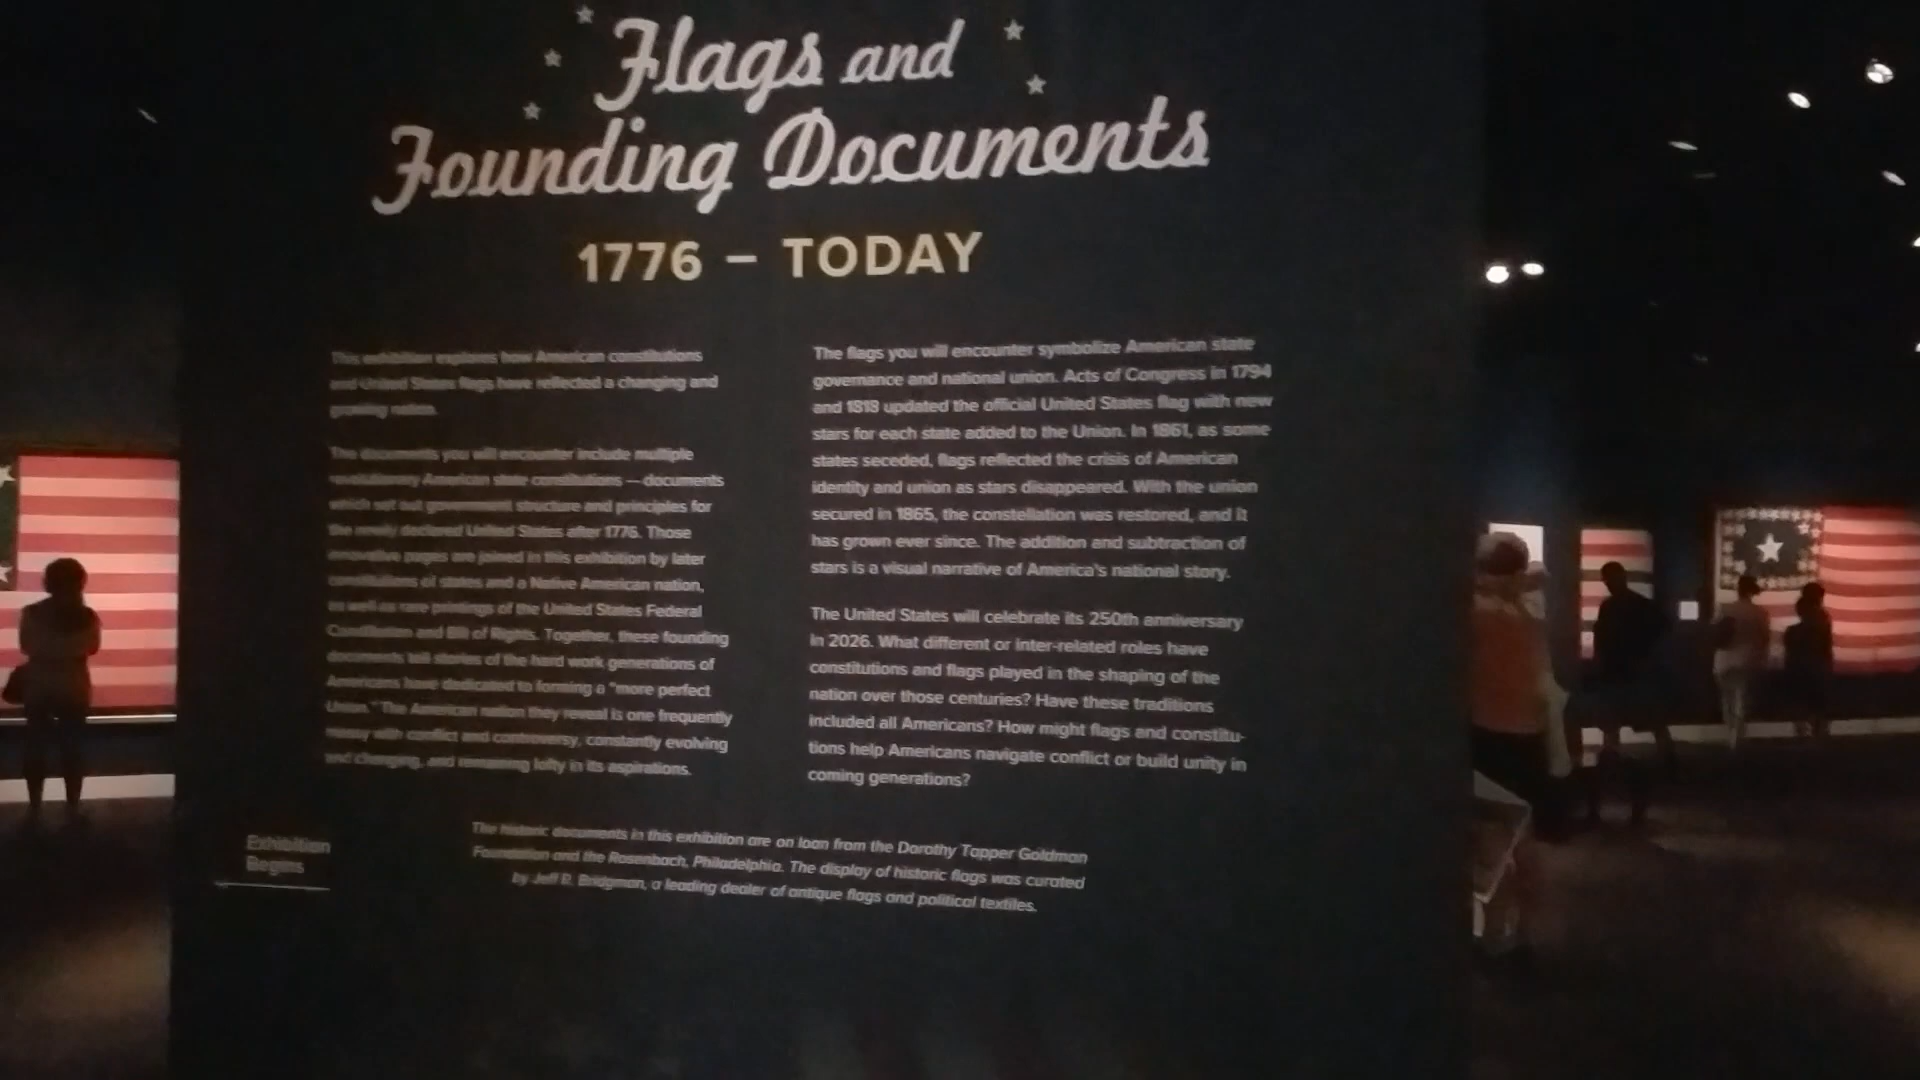 Flags and
Founding Documents
1776 – TODAY
This exhibition explores how American constitutions
and United States flags have reflected a changing and
growing nation.
The documents you will encounter include multiple
revolutionary American state constitutions — documents
which set out government structure and principles for
the newly declared United States after 1776. Those
innovative pages are joined in this exhibition by later
constitutions of states and a Native American nation,
as well as rare printings of the United States Federal
Constitution and Bill of Rights. Together, these founding
documents tell stories of the hard work generations of
Americans have dedicated to forming a "more perfect
Union." The American nation they reveal is one frequently
messy with conflict and controversy, constantly evolving
and changing, and remaining lofty in its aspirations.
The flags you will encounter symbolize American state
governance and national union. Acts of Congress in 1794
and 1818 updated the official United States flag with new
stars for each state added to the Union. In 1861, as some
states seceded, flags reflected the crisis of American
identity and union as stars disappeared. With the union
secured in 1865, the constellation was restored, and it
has grown ever since. The addition and subtraction of
stars is a visual narrative of America's national story.
The United States will celebrate its 250th anniversary
in 2026. What different or inter-related roles have
constitutions and flags played in the shaping of the
nation over those centuries? Have these traditions
included all Americans? How might flags and constitu-
tions help Americans navigate conflict or build unity in
coming generations?
Exhibition
Begins
The historic documents in this exhibition are on loan from the Dorothy Tapper Goldman
Foundation and the Rosenbach, Philadelphia. The display of historic flags was curated
by Jeff R. Bridgman, a leading dealer of antique flags and political textiles.